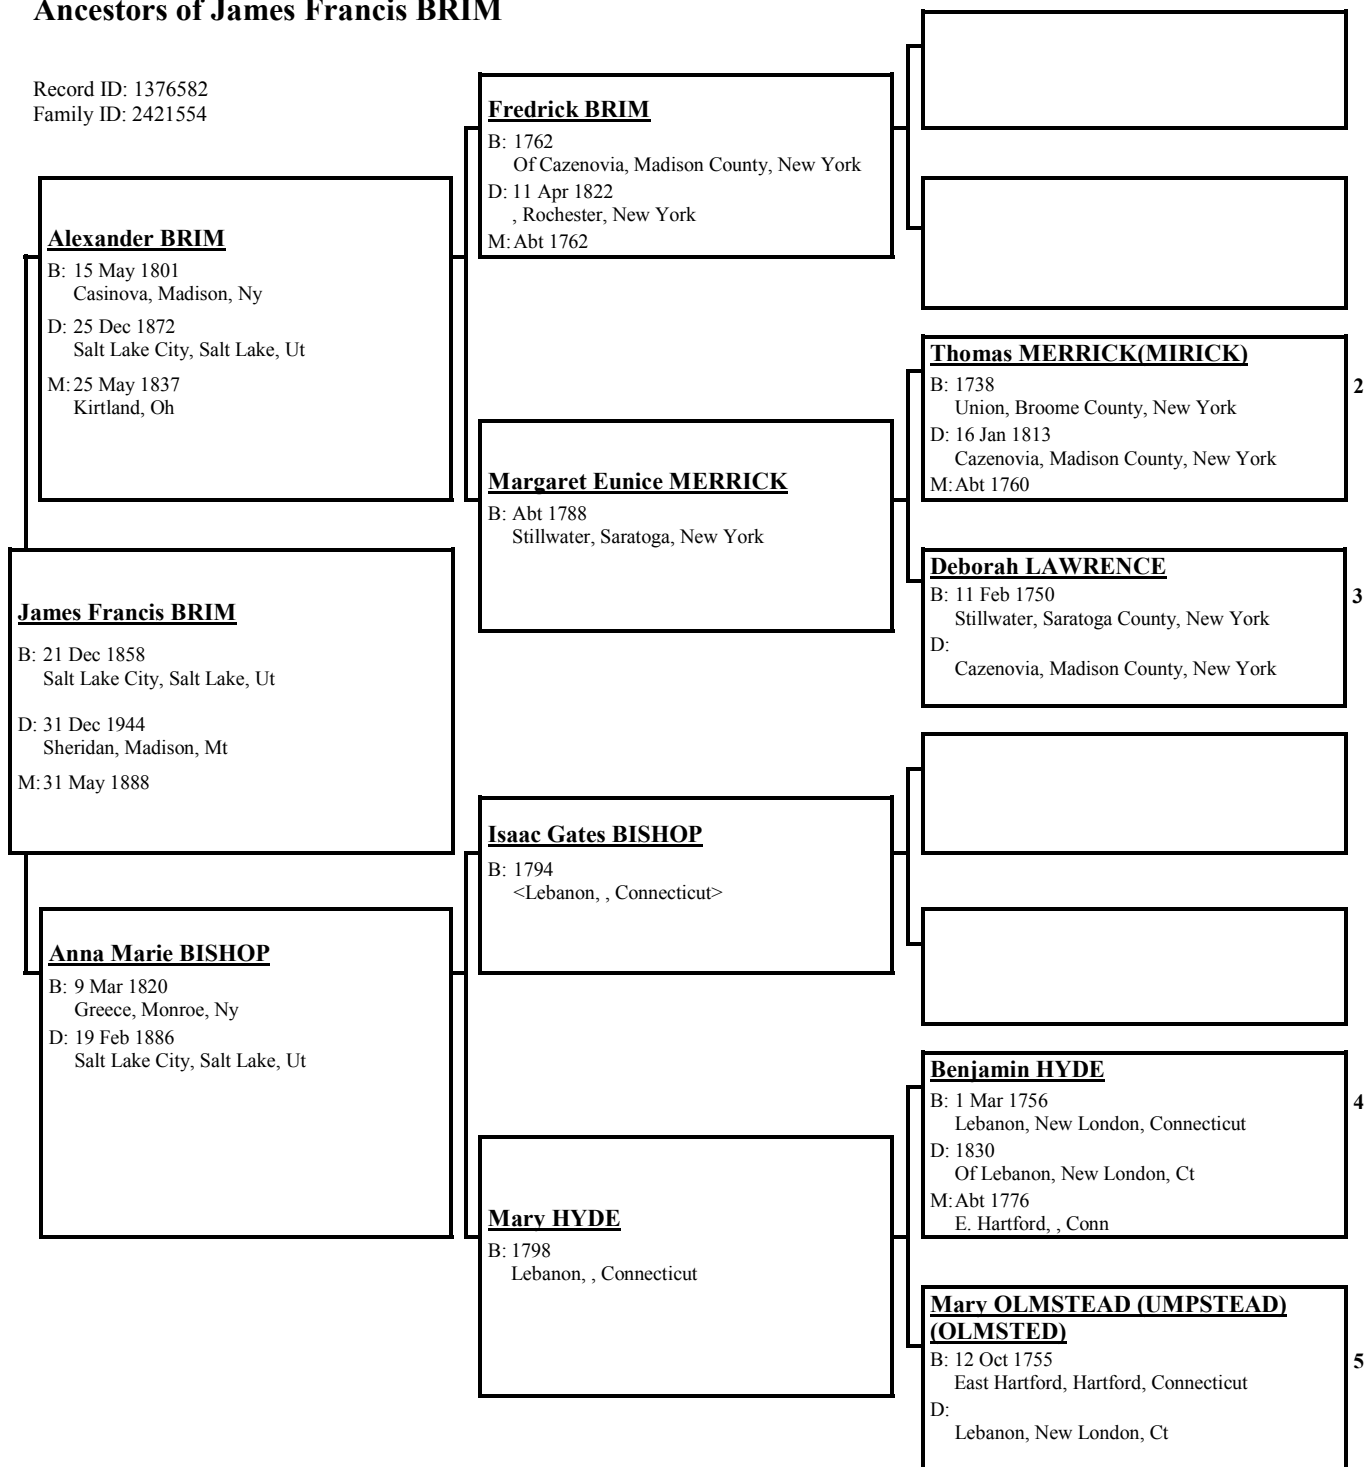 Ancestors of James Francis BRIM
Record ID: 1376582
Family ID: 2421554
Fredrick BRIM
B: 1762
Of Cazenovia, Madison County, New York
D: 11 Apr 1822
, Rochester, New York
M: Abt 1762
Alexander BRIM
B: 15 May 1801
Casinova, Madison, Ny
D: 25 Dec 1872
Salt Lake City, Salt Lake, Ut
M: 25 May 1837
Kirtland, Oh
Thomas MERRICK(MIRICK)
B: 1738
Union, Broome County, New York
D: 16 Jan 1813
Cazenovia, Madison County, New York
M: Abt 1760
2
Margaret Eunice MERRICK
B: Abt 1788
Stillwater, Saratoga, New York
Deborah LAWRENCE
B: 11 Feb 1750
Stillwater, Saratoga County, New York
D:
Cazenovia, Madison County, New York
3
James Francis BRIM
B: 21 Dec 1858
Salt Lake City, Salt Lake, Ut
D: 31 Dec 1944
Sheridan, Madison, Mt
M: 31 May 1888
Isaac Gates BISHOP
B: 1794
<Lebanon, , Connecticut>
Anna Marie BISHOP
B: 9 Mar 1820
Greece, Monroe, Ny
D: 19 Feb 1886
Salt Lake City, Salt Lake, Ut
Benjamin HYDE
B: 1 Mar 1756
Lebanon, New London, Connecticut
D: 1830
Of Lebanon, New London, Ct
M: Abt 1776
E. Hartford, , Conn
4
Mary HYDE
B: 1798
Lebanon, , Connecticut
Mary OLMSTEAD (UMPSTEAD)
(OLMSTED)
B: 12 Oct 1755
East Hartford, Hartford, Connecticut
D:
Lebanon, New London, Ct
5